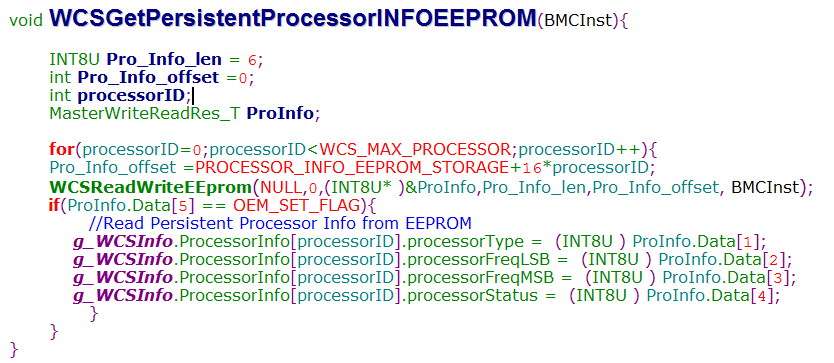 void WCSGetPersistentProcessorINFOEEPROM(BMCInst){
INT8U Pro_Info_len = 6;
int Pro_Info_offset =0;
int processorID;
MasterWriteReadRes_T ProInfo;
for(processorID=0;processorID<WCS_MAX_PROCESSOR;processorID++){
Pro_Info_offset =PROCESSOR_INFO_EEPROM_STORAGE+16*processorID;
WCSReadWriteEEprom(NULL,0,(INT8U* )&ProInfo,Pro_Info_len,Pro_Info_offset, BMCInst);
if(ProInfo.Data[5] == OEM_SET_FLAG){
//Read Persistent Processor Info from EEPROM
g_WCSInfo.ProcessorInfo[processorID].processorType = (INT8U ) ProInfo.Data[1];
g_WCSInfo.ProcessorInfo[processorID].processorFreqLSB = (INT8U ) ProInfo.Data[2];
g_WCSInfo.ProcessorInfo[processorID].processorFreqMSB = (INT8U ) ProInfo.Data[3];
g_WCSInfo.ProcessorInfo[processorID].processorStatus = (INT8U ) ProInfo.Data[4];
}
}
}